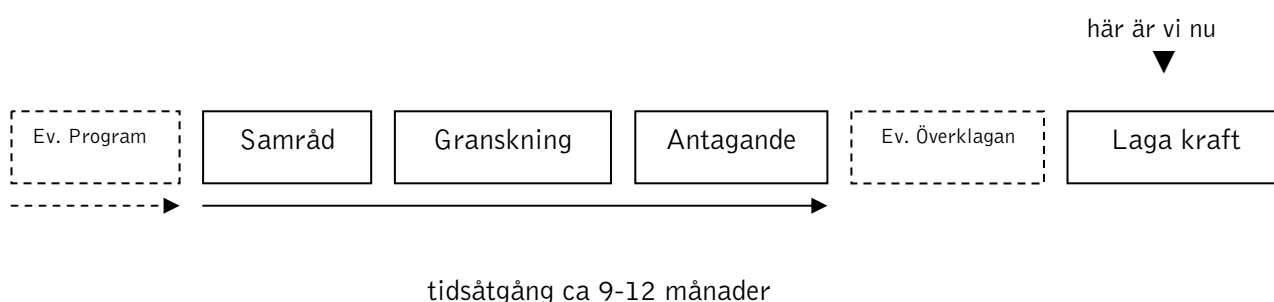 här är vi nu
Ev. Program
Samråd
Granskning
Antagande
Ev. Överklagan
Laga kraft
tidsåtgång ca 9-12 månader